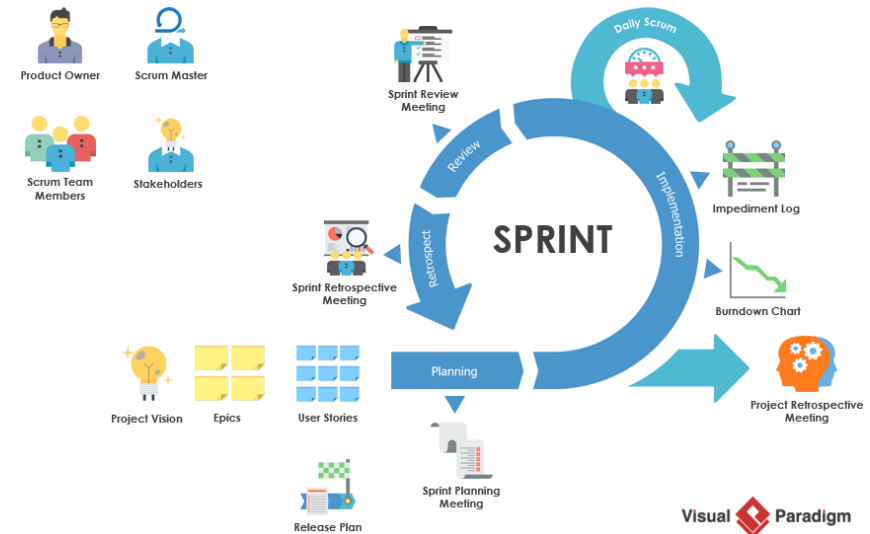 Product Owner
Scrum Master
Scrum Team
Members
Stakeholders
Sprint Review
Meeting
Daily Scrum
Review
Implementation
Impediment Log
SPRINT
Retrospect
Sprint Retrospective
Meeting
Burndown Chart
Planning
Project Vision
Epics
User Stories
Project Retrospective
Meeting
Sprint Planning
Meeting
Release Plan
Visual Paradigm